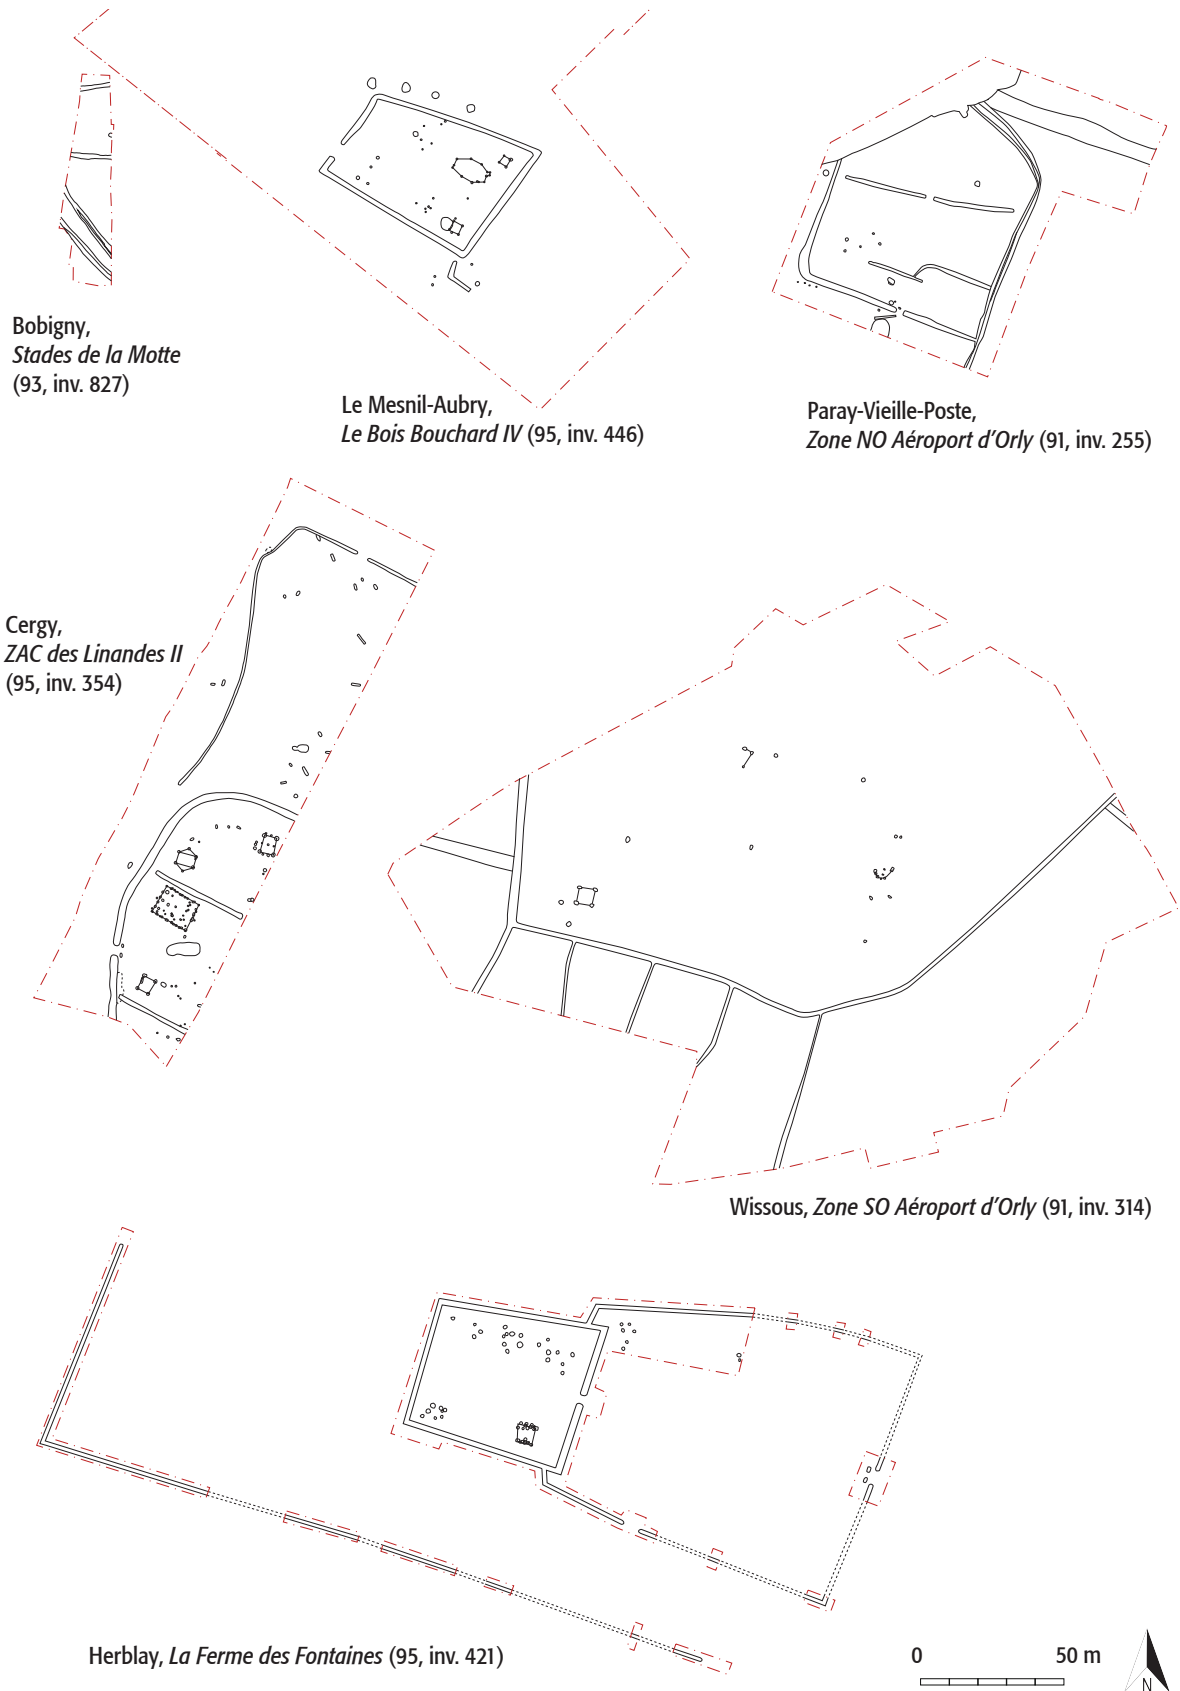 Bobigny,
Stades de la Motte
(93, inv. 827)
Le Mesnil-Aubry,
Le Bois Bouchard IV (95, inv. 446)
Paray-Vieille-Poste,
Zone NO Aéroport d'Orly (91, inv. 255)
Cergy,
ZAC des Linandes II
(95, inv. 354)
Wissous, Zone SO Aéroport d'Orly (91, inv. 314)
Herblay, La Ferme des Fontaines (95, inv. 421)
0 50 m
N